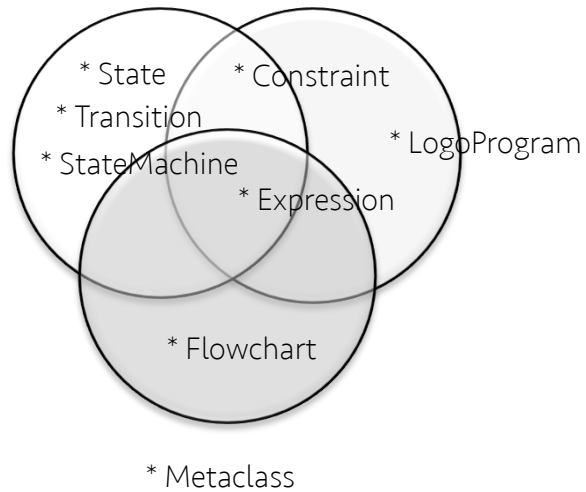 * State
* Constraint
* Transition
* LogoProgram
* StateMachine
* Expression
* Flowchart
* Metaclass